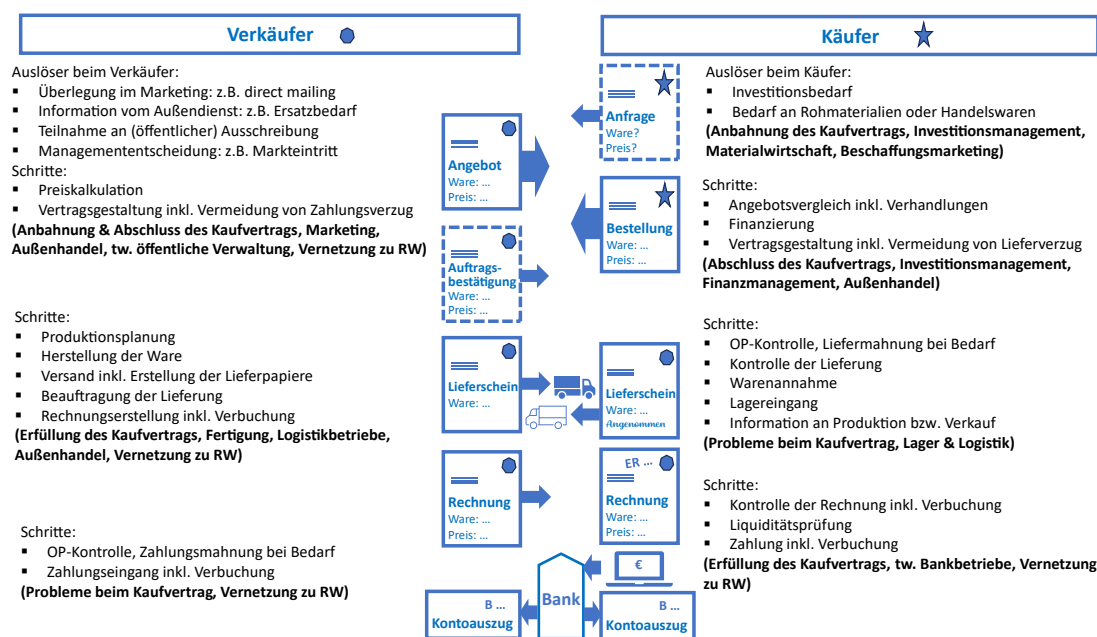 Verkäufer
Käufer
Auslöser beim Verkäufer:
▪ Überlegung im Marketing: z.B. direct mailing
▪ Information vom Außendienst: z.B. Ersatzbedarf
▪ Teilnahme an (öffentlicher) Ausschreibung
▪ Managemententscheidung: z.B. Markteintritt
Schritte:
▪ Preiskalkulation
▪ Vertragsgestaltung inkl. Vermeidung von Zahlungsverzug
(Anbahnung & Abschluss des Kaufvertrags, Marketing,
Außenhandel, tw. öffentliche Verwaltung, Vernetzung zu RW)
Schritte:
▪ Produktionsplanung
▪ Herstellung der Ware
▪ Versand inkl. Erstellung der Lieferpapiere
▪ Beauftragung der Lieferung
▪ Rechnungserstellung inkl. Verbuchung
(Erfüllung des Kaufvertrags, Fertigung, Logistikbetriebe,
Außenhandel, Vernetzung zu RW)
Schritte:
▪ OP-Kontrolle, Zahlungsmahnung bei Bedarf
▪ Zahlungseingang inkl. Verbuchung
(Probleme beim Kaufvertrag, Vernetzung zu RW)
Anfrage
Ware?
Preis?
Angebot
Ware: ...
Preis: ...
Bestellung
Ware: ...
Preis: ...
Auftrags-
bestätigung
Ware: ...
Preis: ...
Lieferschein
Ware: ...
Lieferschein
Ware: ...
Angenommen
Rechnung
Ware: ...
Preis: ...
ER ...
Rechnung
Ware: ...
Preis: ...
€
Bank
B ...
Kontoauszug
B ...
Kontoauszug
Auslöser beim Käufer:
▪ Investitionsbedarf
▪ Bedarf an Rohmaterialien oder Handelswaren
(Anbahnung des Kaufvertrags, Investitionsmanagement,
Materialwirtschaft, Beschaffungsmarketing)
Schritte:
▪ Angebotsvergleich inkl. Verhandlungen
▪ Finanzierung
▪ Vertragsgestaltung inkl. Vermeidung von Lieferverzug
(Abschluss des Kaufvertrags, Investitionsmanagement,
Finanzmanagement, Außenhandel)
Schritte:
▪ OP-Kontrolle, Liefermahnung bei Bedarf
▪ Kontrolle der Lieferung
▪ Warenannahme
▪ Lagereingang
▪ Information an Produktion bzw. Verkauf
(Probleme beim Kaufvertrag, Lager & Logistik)
Schritte:
▪ Kontrolle der Rechnung inkl. Verbuchung
▪ Liquiditätsprüfung
▪ Zahlung inkl. Verbuchung
(Erfüllung des Kaufvertrags, tw. Bankbetriebe, Vernetzung
zu RW)